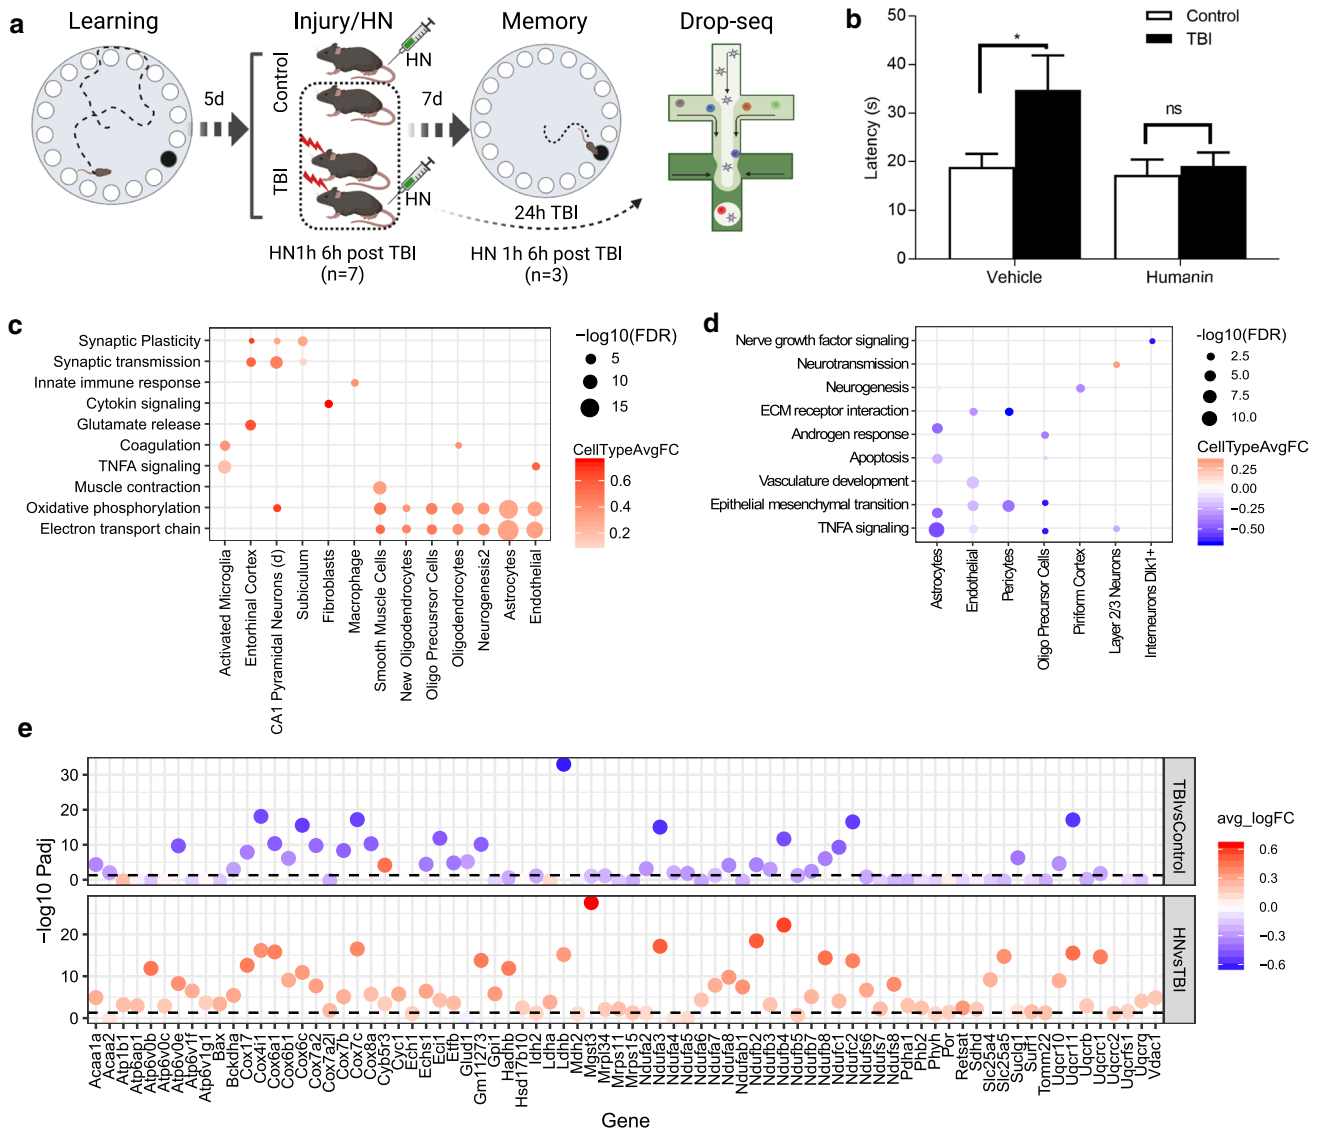 a
Learning
Injury/HN
Memory
Drop-seq
5d
Control
TBI
HN
HN
7d
24h TBI
HN1h 6h post TBI
(n=7)
HN 1h 6h post TBI
(n=3)
b
Control
TBI
Latency (s)
50
40
30
20
10
0
*
ns
Vehicle
Humanin
c
Synaptic Plasticity
Synaptic transmission
Innate immune response
Cytokin signaling
Glutamate release
Coagulation
TNFA signaling
Muscle contraction
Oxidative phosphorylation
Electron transport chain
Activated Microglia
Entorhinal Cortex
CA1 Pyramidal Neurons (d)
Subiculum
Fibroblasts
Macrophage
Smooth Muscle Cells
New Oligodendrocytes
Oligo Precusrsor Cells
Oligodendrocytes
Neurogenesis2
Astrocytes
Endothelial
−log10(FDR)
5
10
15
CellTypeAvgFC
0.6
0.4
0.2
d
Nerve growth factor signaling
Neurotransmission
Neurogenesis
ECM receptor interaction
Androgen response
Apoptosis
Vasculature development
Epithelial mesenchymal transition
TNFA signaling
Astrocytes
Endothelial
Pericytes
Oligo Precursor Cells
Piriform Cortex
Layer 2/3 Neurons
Interneurons Dlk1+
-log10(FDR)
2.5
5.0
7.5
10.0
CellTypeAvgFC
0.25
0.00
−0.25
−0.50
e
−log10 Padj
30
20
10
0
TBIvsControl
20
10
0
HNvsTBI
Acaa1a
Acaa2
Atp1b1
Atp6ap1
Atp6v0b
Atp6v0c
Atp6v0e
Atp6v1f
Atp6v1g1
Bax
Bckdha
Cox17
Cox4i1
Cox6a1
Cox6b1
Cox6c
Cox7a2
Cox7a2l
Cox7b
Cox7c
Cox8a
Cyb5r3
Cyc1
Ech1
Echs1
Eci1
Etfb
Glud1
Gm11273
Gpi1
Hadhb
Hsd17b10
Idh2
Ldha
Ldhb
Mdh2
Mgst3
Mrpl34
Mrps11
Mrps15
Ndufa2
Ndufa3
Ndufa4
Ndufa5
Ndufa6
Ndufa7
Ndufa8
Ndufab1
Ndufb2
Ndufb3
Ndufb4
Ndufb5
Ndufb7
Ndufb8
Ndufc1
Ndufc2
Ndufs6
Ndufs7
Ndufs8
Pdha1
Phb2
Phyh
Por
Retsat
Sdhd
Slc25a4
Slc25a5
Suclg1
Surf1
Tomm22
Uqcr10
Uqcr11
Uqcrb
Uqcrc1
Uqcrc2
Uqcrfs1
Uqcrq
Vdac1
Gene
avg_logFC
0.6
0.3
0.0
−0.3
−0.6